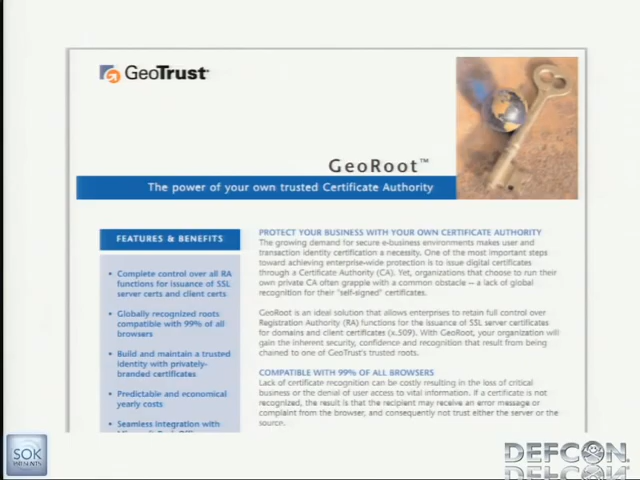 GeoTrust
GeoRoot™
The power of your own trusted Certificate Authority
FEATURES & BENEFITS
• Complete control over all RA
functions for issuance of SSL
server certs and client certs
• Globally recognized roots
compatible with 99% of all
browsers
• Build and maintain a trusted
identity with privately-
branded certificates
• Predictable and economical
yearly costs
• Seamless integration with
PROTECT YOUR BUSINESS WITH YOUR OWN CERTIFICATE AUTHORITY
The growing demand for secure e-business environments makes user and
transaction identity certification a necessity. One of the most important steps
toward achieving enterprise-wide protection is to issue digital certificates
through a Certificate Authority (CA). Yet, organizations that choose to run their
own private CA often grapple with a common obstacle -- a lack of global
recognition for their "self-signed" certificates.
GeoRoot is an ideal solution that allows enterprises to retain full control over
Registration Authority (RA) functions for the issuance of SSL server certificates
for domains and client certificates (x.509). With GeoRoot, your organization will
gain the inherent security, confidence and recognition that result from being
chained to one of GeoTrust's trusted roots.
COMPATIBLE WITH 99% OF ALL BROWSERS
Lack of certificate recognition can be costly resulting in the loss of critical
business or the denial of user access to vital information. If a certificate is not
recognized, the result is that the recipient may receive an error message or
complaint from the browser, and consequently not trust either the server or the
source.
SOK
PRESENTS
DEFCON